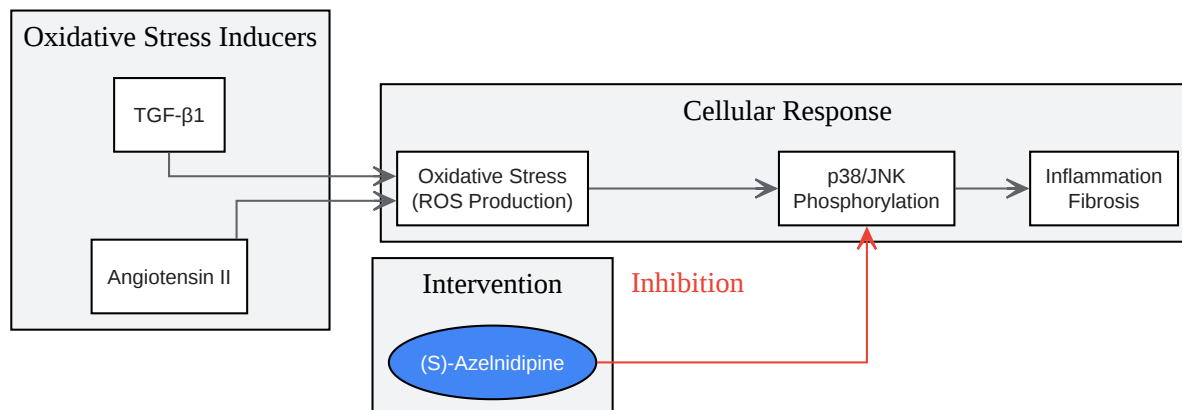 Oxidative Stress Inducers
TGF-β1
Angiotensin II
Cellular Response
Oxidative Stress
(ROS Production)
p38/JNK
Phosphorylation
Inflammation
Fibrosis
Intervention
(S)-Azelnidipine
Inhibition